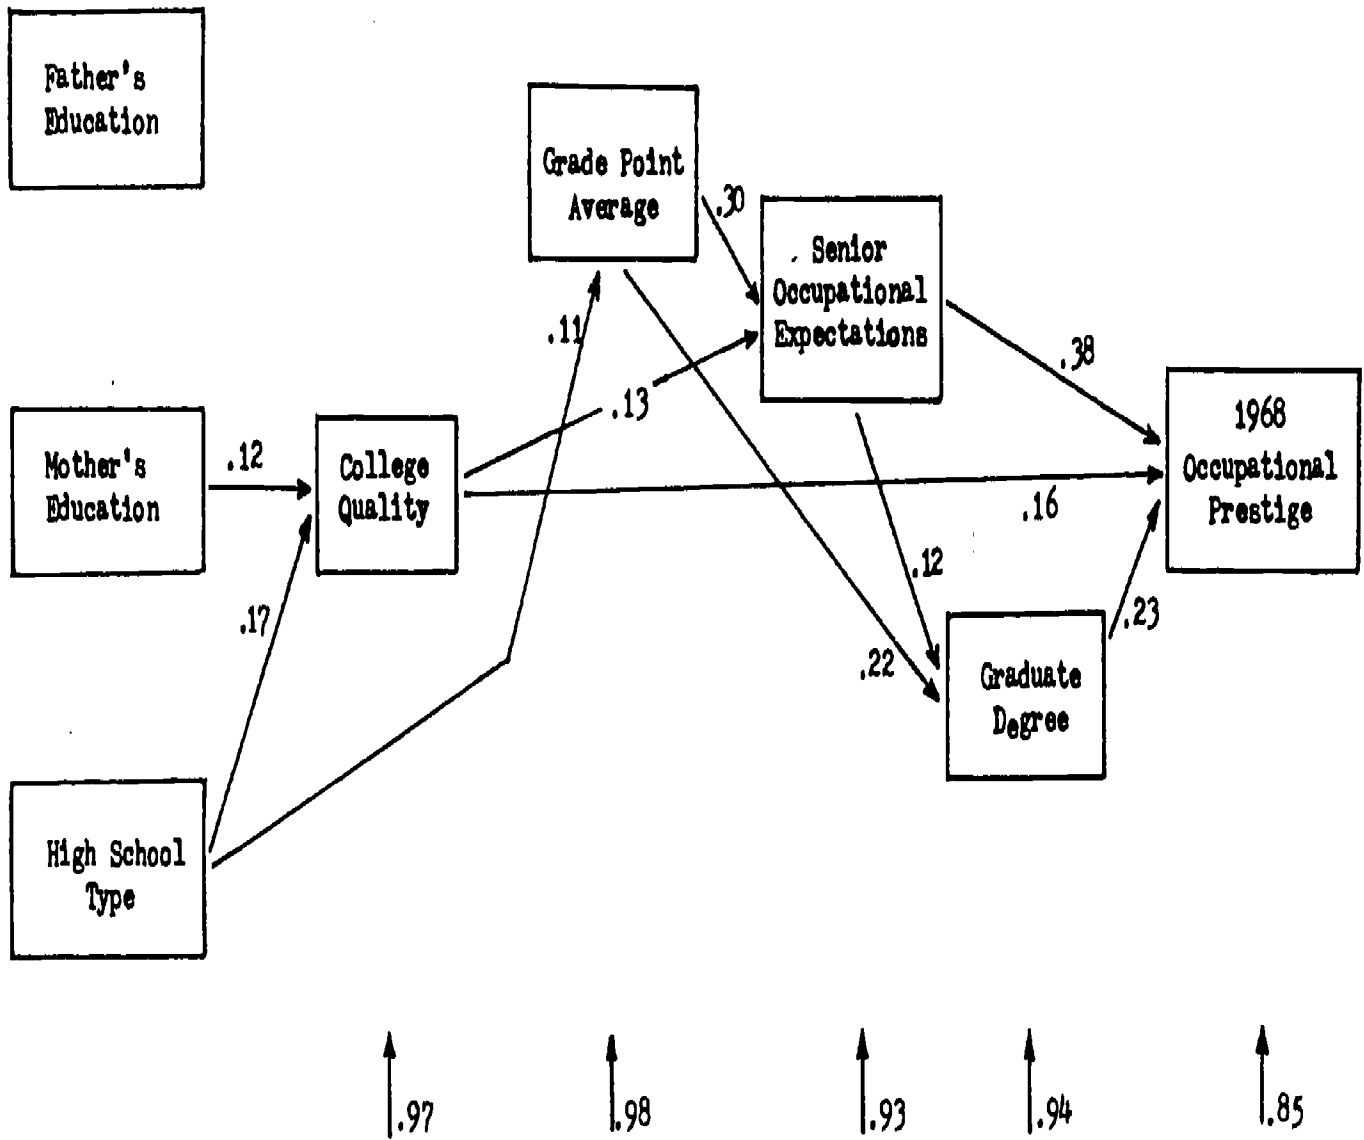 Father's
Education
Grade Point
Average
.30
Senior
Occupational
Expectations
.11
.38
.13
1968
Occupational
Prestige
Mother's
Education
.12
College
Quality
.16
.12
.17
.23
.22
Graduate
Degree
High School
Type
.97
.98
.93
.94
.85